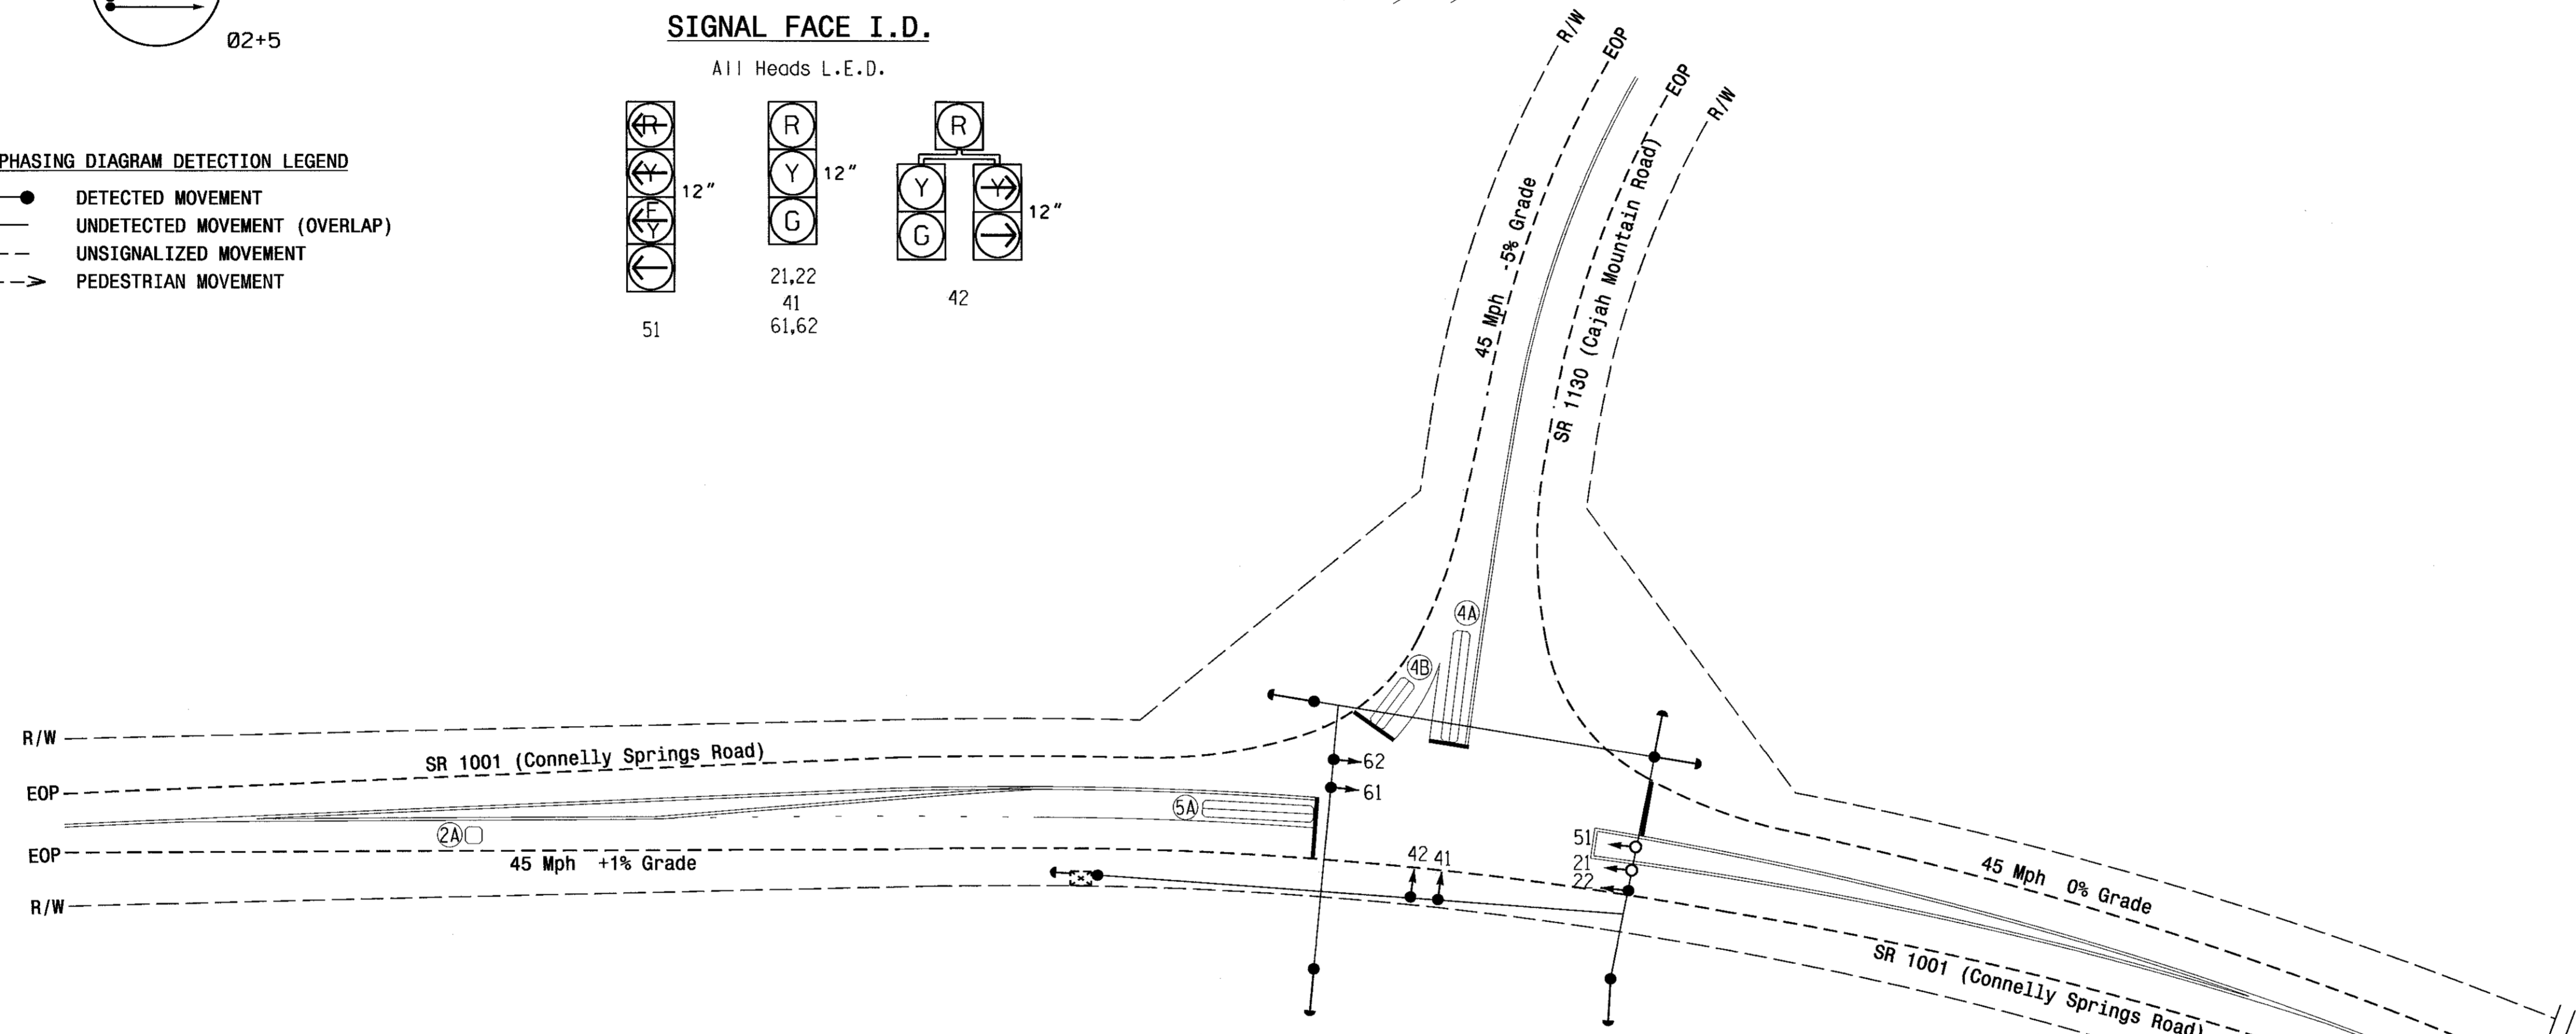 Ø2+5
SIGNAL FACE I.D.
All Heads L.E.D.
R
Y
F
Y
12"
51
R
Y
G
12"
21,22
41
61,62
R
Y
G
Y
12"
42
PHASING DIAGRAM DETECTION LEGEND
DETECTED MOVEMENT
UNDETECTED MOVEMENT (OVERLAP)
UNSIGNALIZED MOVEMENT
PEDESTRIAN MOVEMENT
R/W
EOP
EOP
R/W
45 Mph -5% Grade
SR 1130 (Cajah Mountain Road)
4A
4B
R/W
SR 1001 (Connelly Springs Road)
EOP
5A
2A
EOP
45 Mph +1% Grade
R/W
62
61
42 41
51
21
22
45 Mph 0% Grade
SR 1001 (Connelly Springs Road)